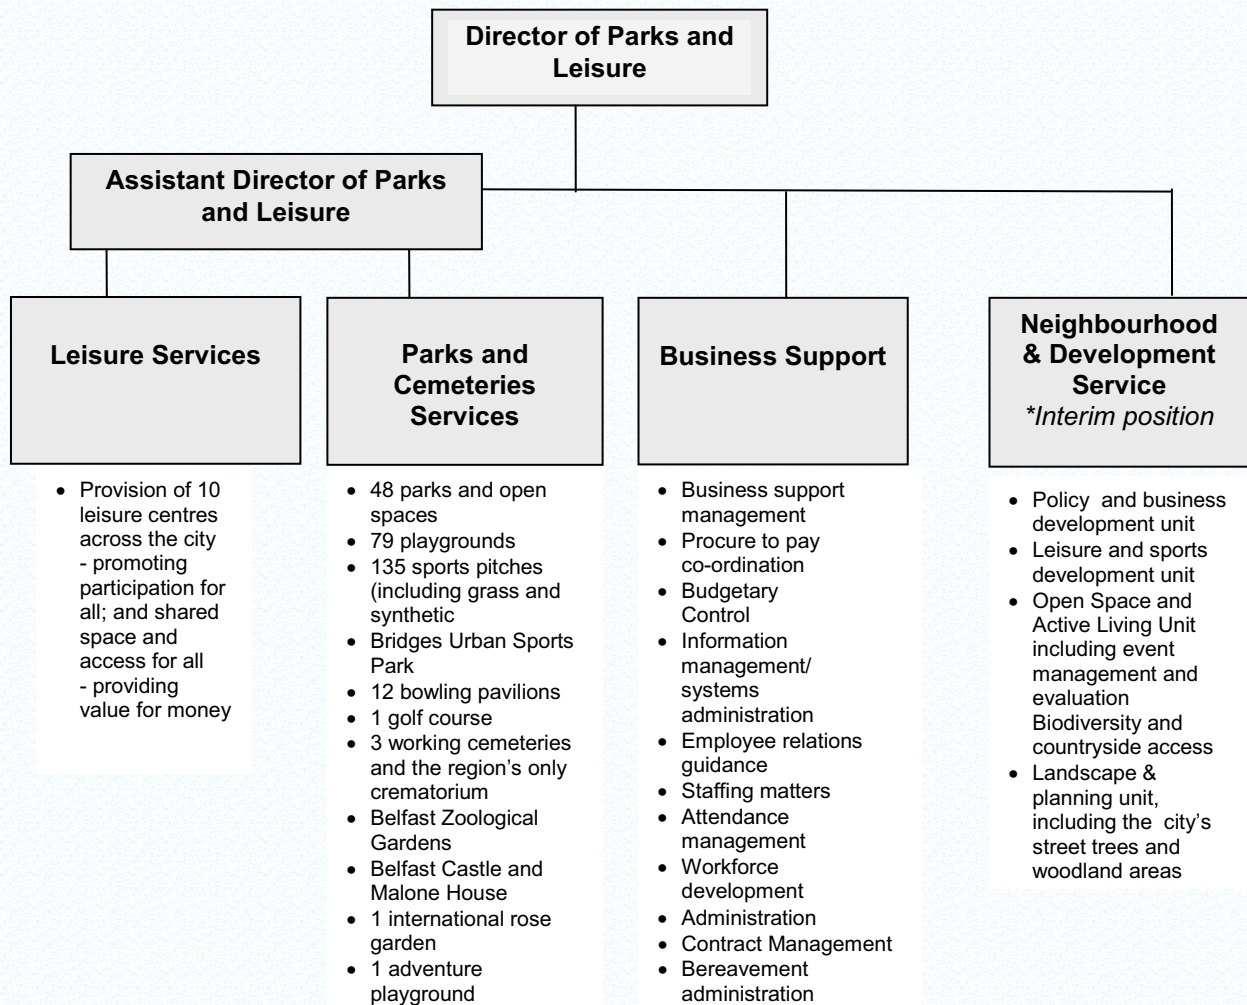 Director of Parks and
Leisure
Assistant Director of Parks
and Leisure
Leisure Services
Parks and
Cemeteries
Services
Business Support
Neighbourhood
& Development
Service
*Interim position
• Provision of 10
leisure centres
across the city
- promoting
participation for
all; and shared
space and
access for all
- providing
value for money
• 48 parks and open
spaces
• 79 playgrounds
• 135 sports pitches
(including grass and
synthetic
• Bridges Urban Sports
Park
• 12 bowling pavilions
• 1 golf course
• 3 working cemeteries
and the region's only
crematorium
• Belfast Zoological
Gardens
• Belfast Castle and
Malone House
• 1 international rose
garden
• 1 adventure
playground
• Business support
management
• Procure to pay
co-ordination
• Budgetary
Control
• Information
management/
systems
administration
• Employee relations
guidance
• Staffing matters
• Attendance
management
• Workforce
development
• Administration
• Contract Management
• Bereavement
administration
• Policy and business
development unit
• Leisure and sports
development unit
• Open Space and
Active Living Unit
including event
management and
evaluation
Biodiversity and
countryside access
• Landscape &
planning unit,
including the city's
street trees and
woodland areas